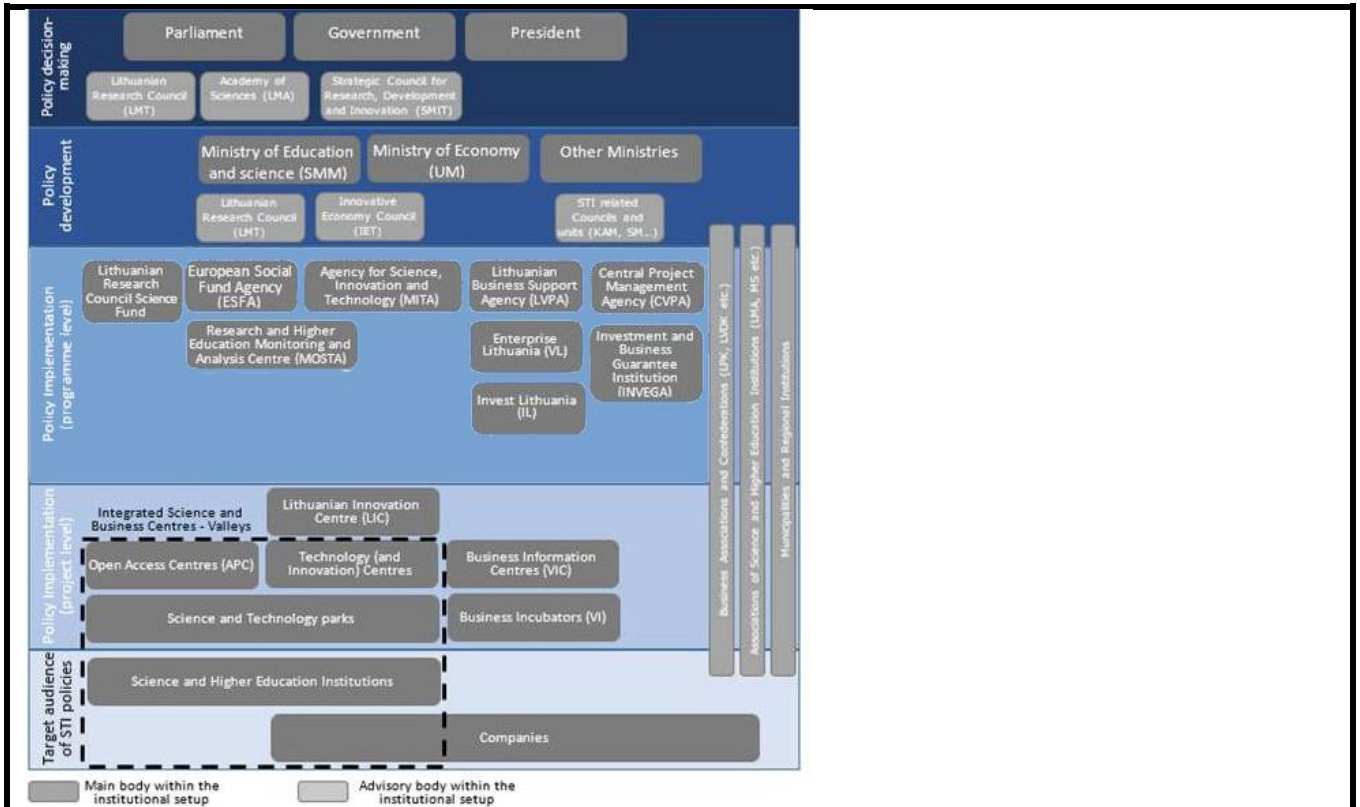 Policy decision-
making
Parliament
Government
President
Lithuanian
Research Council
(LMT)
Academy of
Sciences (LMA)
Strategic Council for
Research, Development
and Innovation (SMIT)
Policy
development
Ministry of Education
and science (SMM)
Ministry of Economy
(UM)
Other Ministries
Lithuanian
Research Council
(LMT)
Innovative
Economy Council
(IET)
STI related
Councils and
units (KAM, SM...)
Policy Implementation
(programme level)
Lithuanian
Research
Council Science
Fund
European Social
Fund Agency
(ESFA)
Agency for Science,
Innovation and
Technology (MITA)
Lithuanian
Business Support
Agency (LVPA)
Central Project
Management
Agency (CVPA)
Research and Higher
Education Monitoring and
Analysis Centre (MOSTA)
Enterprise
Lithuania (VL)
Investment and
Business
Guarantee
Institution
(INVEGA)
Invest Lithuania
(IL)
Policy Implementation
(project level)
Integrated Science and
Business Centres - Valleys
Lithuanian Innovation
Centre (LIC)
Open Access Centres (APC)
Technology (and
Innovation) Centres
Business Information
Centres (VIC)
Science and Technology parks
Business Incubators (VI)
Target audience
of STI policies
Science and Higher Education Institutions
Companies
Business Associations and Confederations (LPK, LVDK etc.)
Associations of Science and Higher Education Institutions (LMA, MS etc.)
Municipalities and Regional Institutions
Main body within the
institutional setup
Advisory body within the
institutional setup